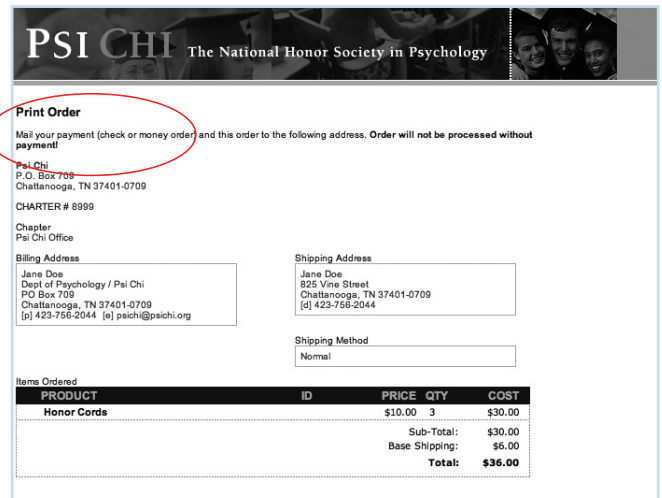 PSI CHI The National Honor Society in Psychology
Print Order
Mail your payment (check or money order) and this order to the following address. Order will not be processed without
payment!
Psi Chi
P.O. Box 709
Chattanooga, TN 37401-0709
CHARTER # 8999
Chapter
Psi Chi Office
Billing Address
Jane Doe
Dept of Psychology / Psi Chi
PO Box 709
Chattanooga, TN 37401-0709
[p] 423-756-2044 [e] psichi@psichi.org
Shipping Address
Jane Doe
825 Vine Street
Chattanooga, TN 37401-0709
[d] 423-756-2044
Shipping Method
Normal
Items Ordered
PRODUCT ID PRICE QTY COST
Honor Cords $10.00 3 $30.00
Sub-Total: $30.00
Base Shipping: $6.00
Total: $36.00